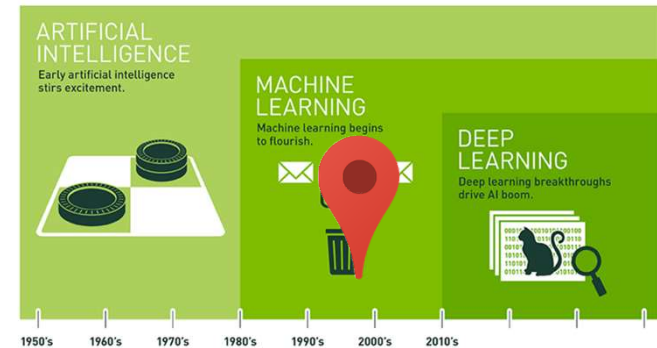 ARTIFICIAL
INTELLIGENCE
Early artificial intelligence
stirs excitement.
MACHINE
LEARNING
Machine learning begins
to flourish.
DEEP
LEARNING
Deep learning breakthroughs
drive AI boom.
1950's 1960's 1970's 1980's 1990's 2000's 2010's